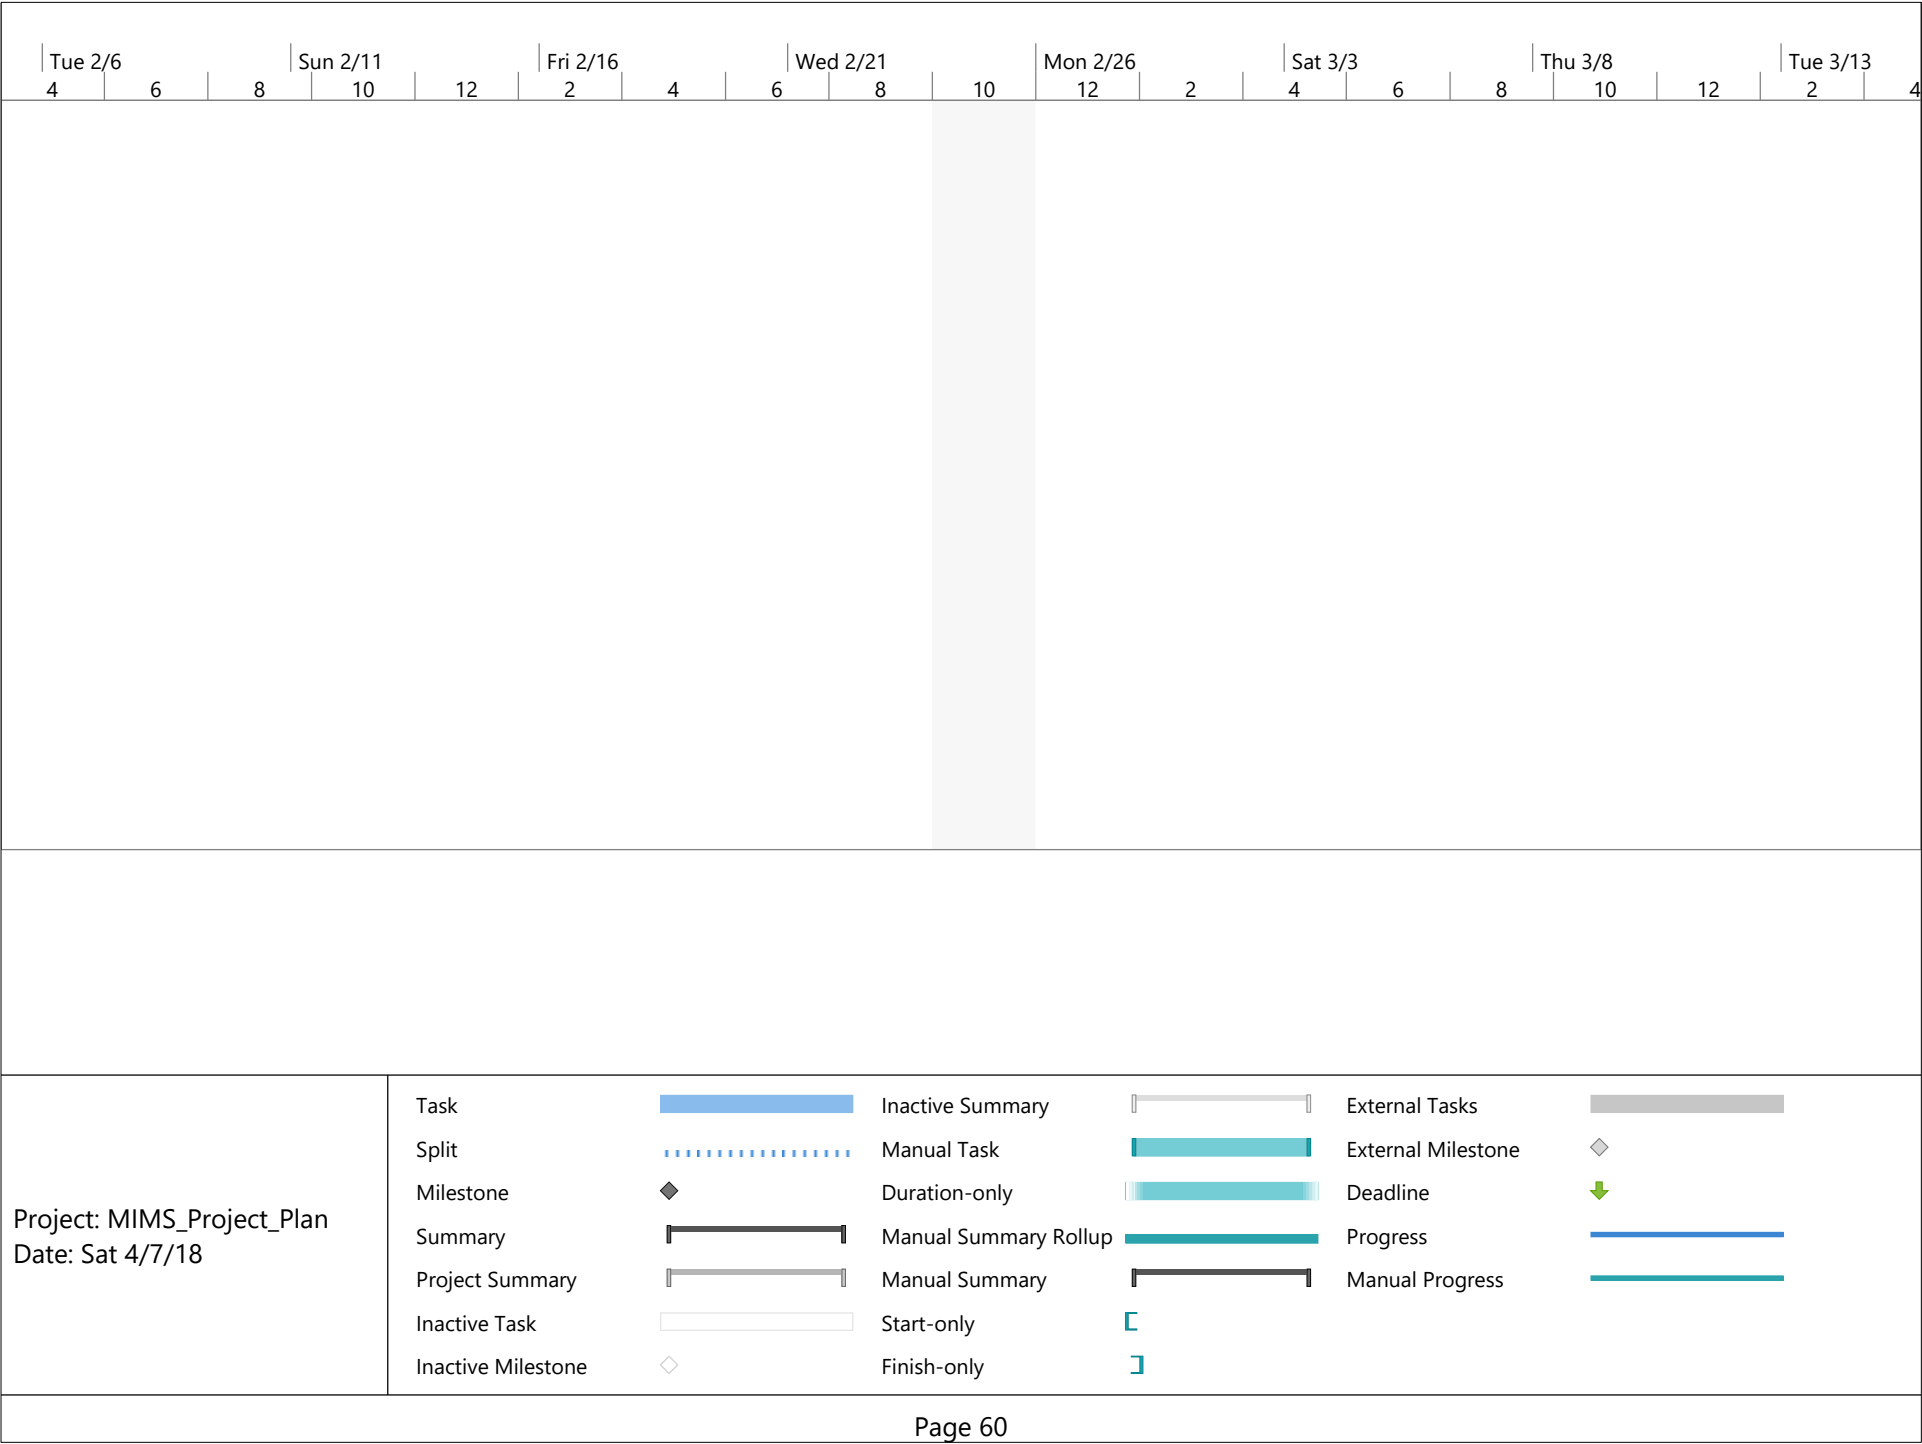 Tue 2/6 Sun 2/11 Fri 2/16 Wed 2/21 Mon 2/26 Sat 3/3 Thu 3/8 Tue 3/13
4 6 8 10 12 2 4 6 8 10 12 2 4 6 8 10 12 2 4
Project: MIMS_Project_Plan
Date: Sat 4/7/18
Task
Split
Milestone
Summary
Project Summary
Inactive Task
Inactive Milestone
Inactive Summary
Manual Task
Duration-only
Manual Summary Rollup
Manual Summary
Start-only
Finish-only
External Tasks
External Milestone
Deadline
Progress
Manual Progress
Page 60